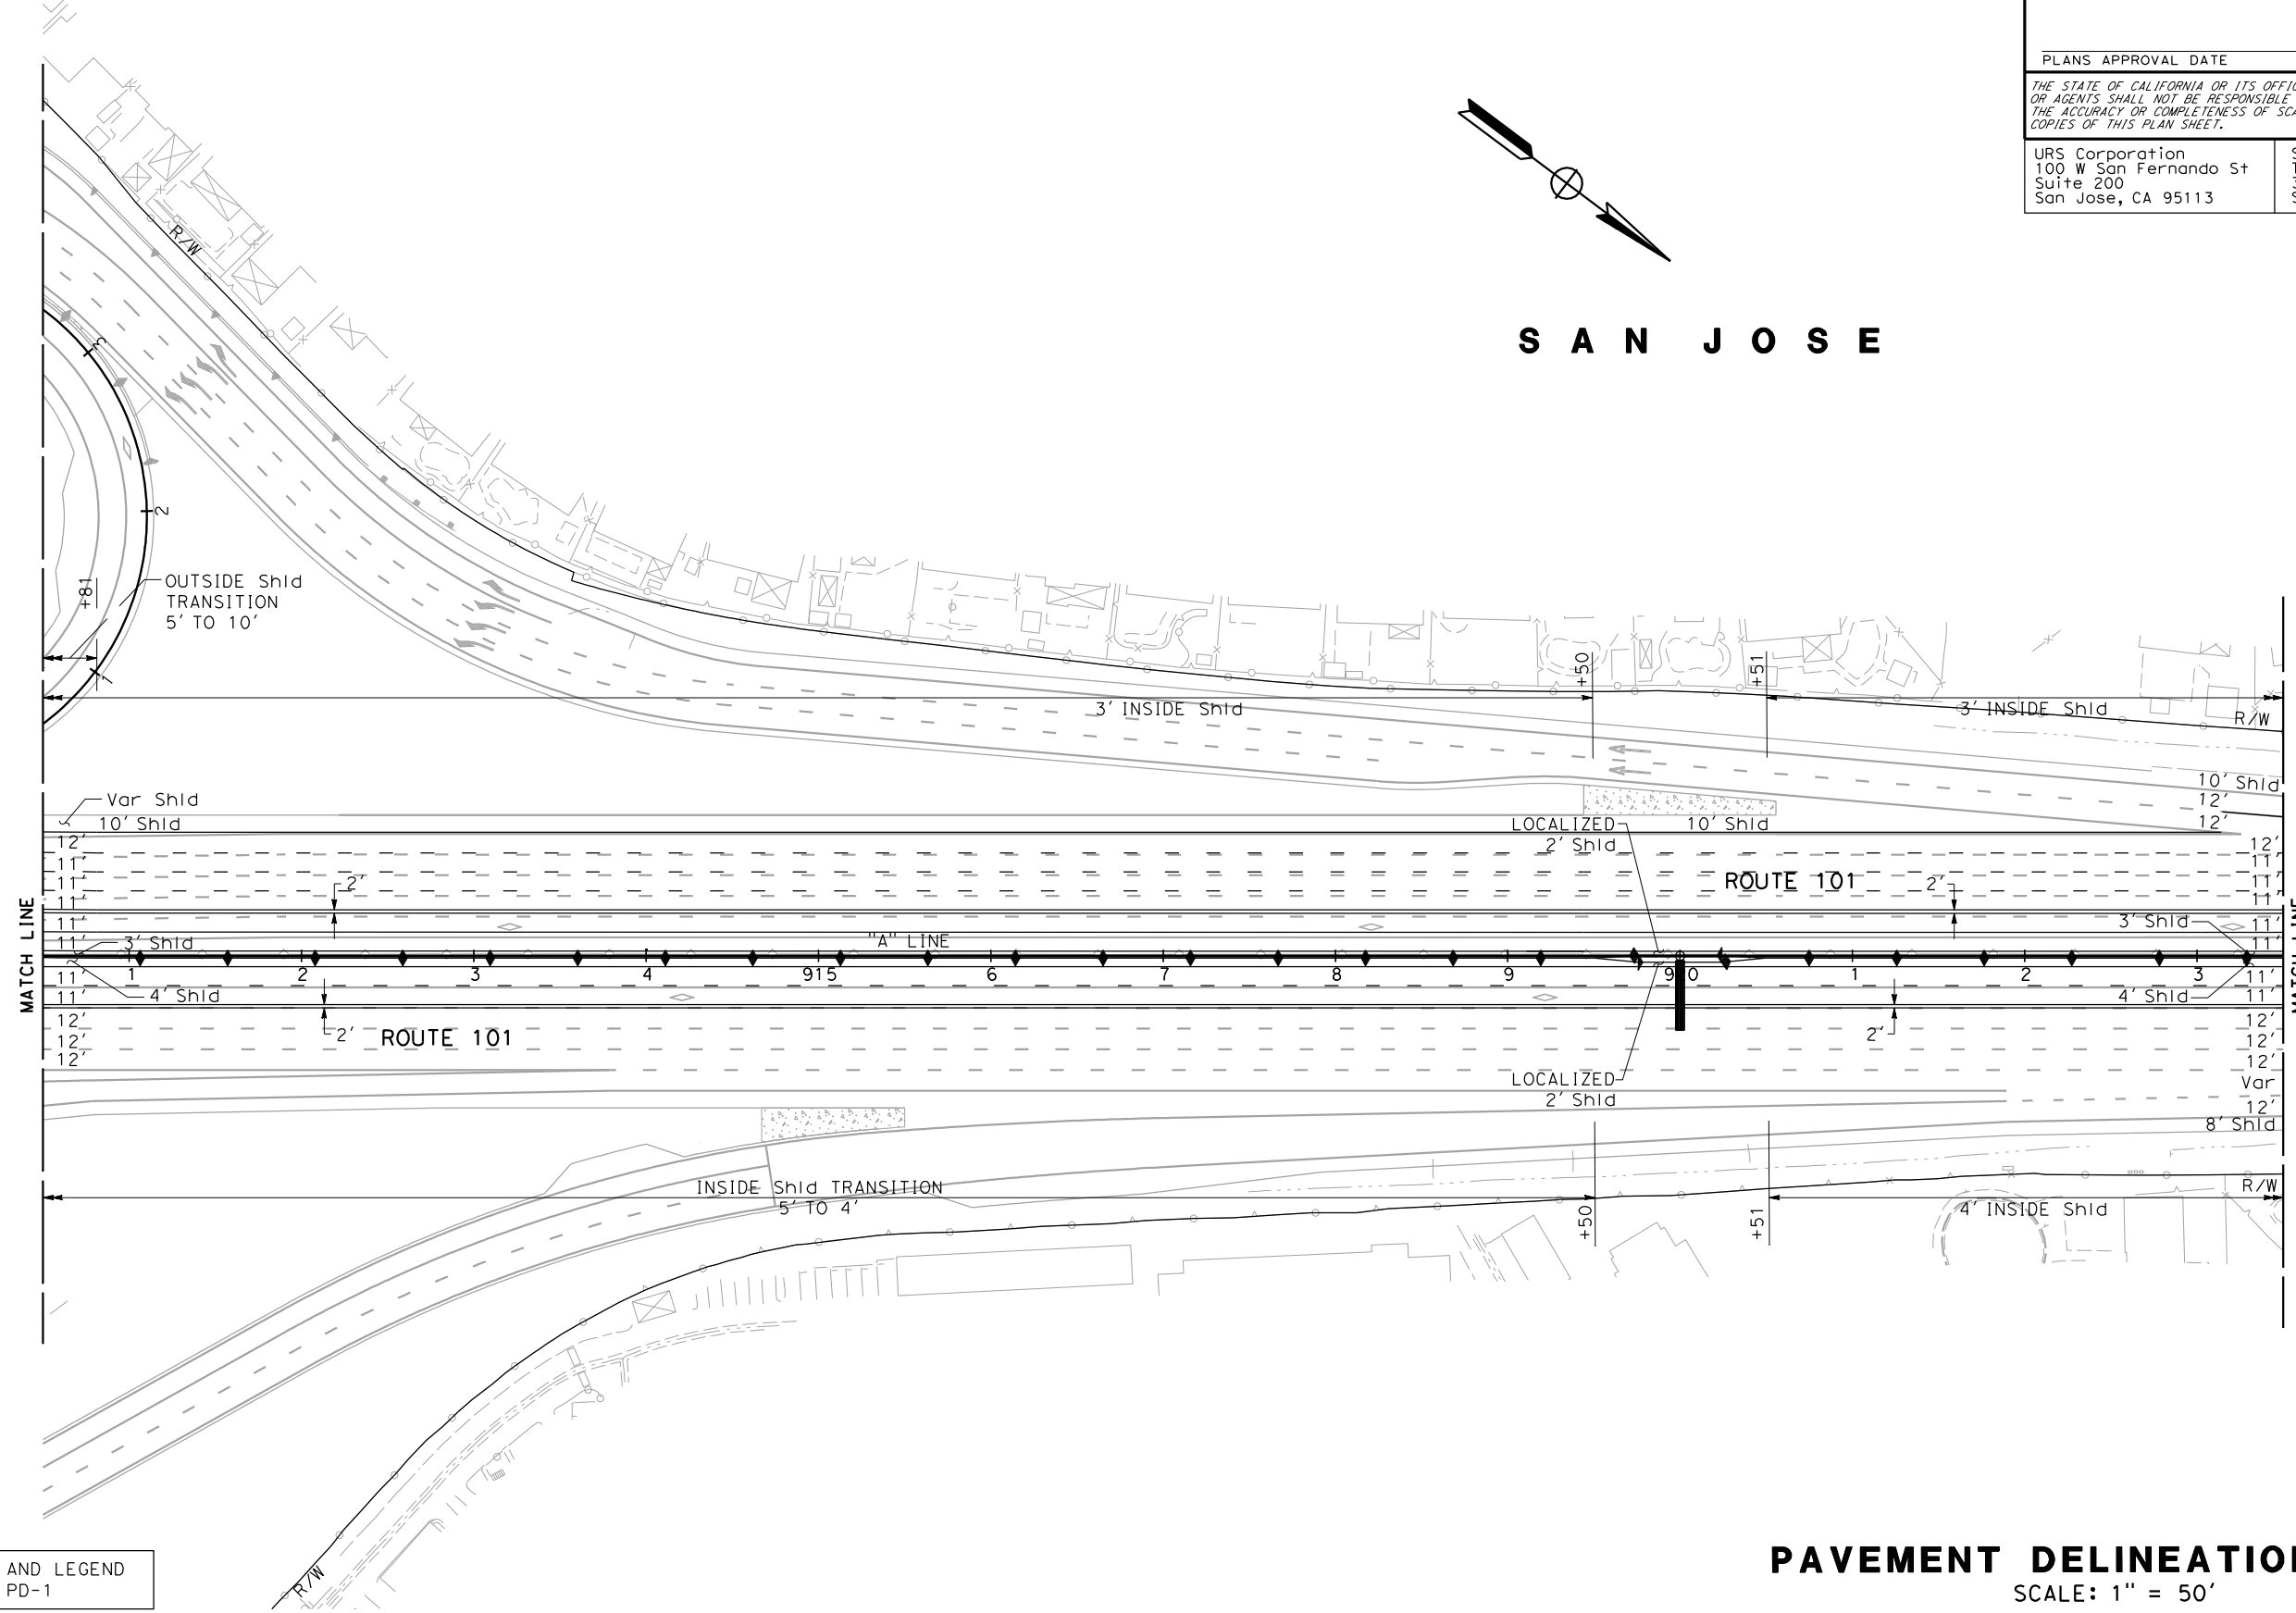 PLANS APPROVAL DATE
THE STATE OF CALIFORNIA OR ITS
OR AGENTS SHALL NOT BE RESPONSIBLE
THE ACCURACY OR COMPLETENESS OF
COPIES OF THIS PLAN SHEET.
URS Corporation
100 W San Fernando St
Suite 200
San Jose, CA 95113
SAN JOSE
R/W
3
2
1
OUTSIDE Shld
TRANSITION
5' TO 10'
+81
+50
+51
3' INSIDE Shld
3' INSIDE Shld
R/W
Var Shld
10' Shld
12'
11'
11'
11'
11'
11'
2'
3' Shld
"A" LINE
LOCALIZED
2' Shld
10' Shld
ROUTE 101
2'
10' Shld
12'
12'
12'
11'
11'
11'
11'
11'
3' Shld
MATCH LINE
1 2 3 4 915 6 7 8 9 920 1 2 3
MATCH LINE
11'
11'
12'
12'
12'
4' Shld
2'
ROUTE 101
LOCALIZED
2' Shld
2'
4' Shld
11'
11'
12'
12'
12'
Var
12'
8' Shld
INSIDE Shld TRANSITION
5' TO 4'
+50
+51
4' INSIDE Shld
R/W
R/W
AND LEGEND
PD-1
PAVEMENT
SCALE: 1" = 50'